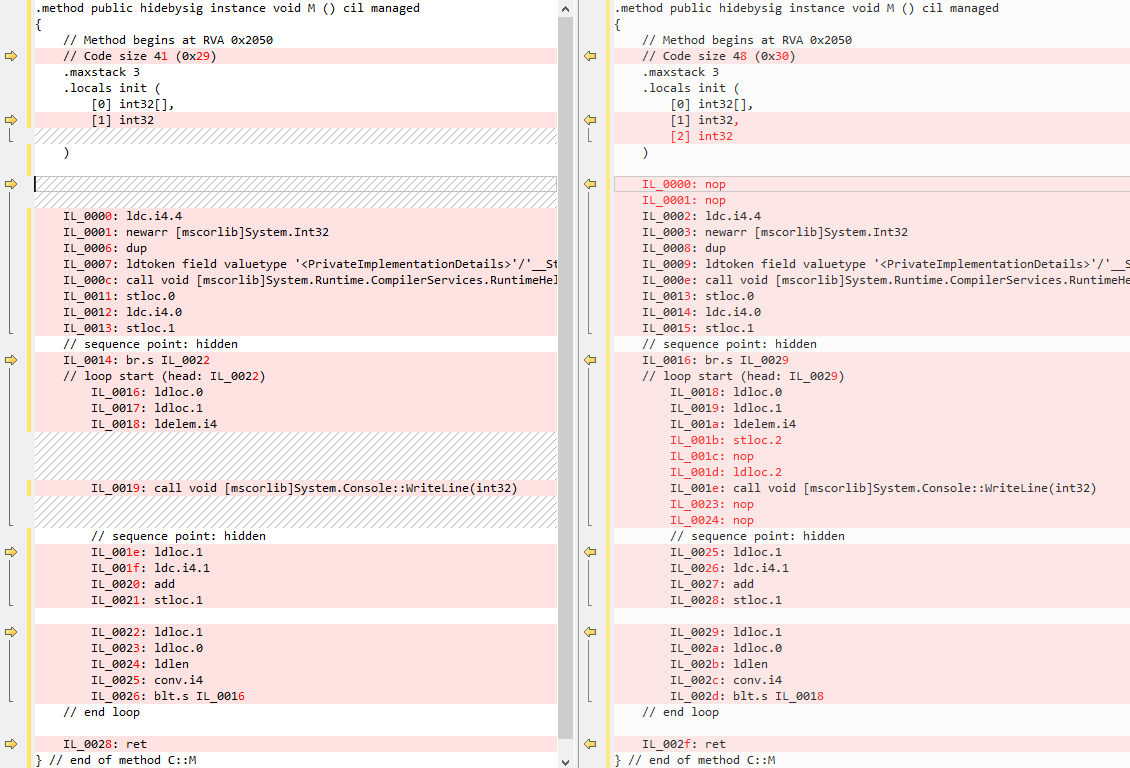 .method public hidebysig instance void M () cil managed
{
    // Method begins at RVA 0x2050
    // Code size 41 (0x29)
    .maxstack 3
    .locals init (
        [0] int32[],
        [1] int32
    )
    IL_0000: ldc.i4.4
    IL_0001: newarr [mscorlib]System.Int32
    IL_0006: dup
    IL_0007: ldtoken field valuetype '<PrivateImplementationDetails>'/'__St
    IL_000c: call void [mscorlib]System.Runtime.CompilerServices.RuntimeHel
    IL_0011: stloc.0
    IL_0012: ldc.i4.0
    IL_0013: stloc.1
    // sequence point: hidden
    IL_0014: br.s IL_0022
    // loop start (head: IL_0022)
        IL_0016: ldloc.0
        IL_0017: ldloc.1
        IL_0018: ldelem.i4
        IL_0019: call void [mscorlib]System.Console::WriteLine(int32)
        // sequence point: hidden
        IL_001e: ldloc.1
        IL_001f: ldc.i4.1
        IL_0020: add
        IL_0021: stloc.1
        IL_0022: ldloc.1
        IL_0023: ldloc.0
        IL_0024: ldlen
        IL_0025: conv.i4
        IL_0026: blt.s IL_0016
    // end loop
    IL_0028: ret
} // end of method C::M
.method public hidebysig instance void M () cil managed
{
    // Method begins at RVA 0x2050
    // Code size 48 (0x30)
    .maxstack 3
    .locals init (
        [0] int32[],
        [1] int32,
        [2] int32
    )
    IL_0000: nop
    IL_0001: nop
    IL_0002: ldc.i4.4
    IL_0003: newarr [mscorlib]System.Int32
    IL_0008: dup
    IL_0009: ldtoken field valuetype '<PrivateImplementationDetails>'/'__S
    IL_000e: call void [mscorlib]System.Runtime.CompilerServices.RuntimeHe
    IL_0013: stloc.0
    IL_0014: ldc.i4.0
    IL_0015: stloc.1
    // sequence point: hidden
    IL_0016: br.s IL_0029
    // loop start (head: IL_0029)
        IL_0018: ldloc.0
        IL_0019: ldloc.1
        IL_001a: ldelem.i4
        IL_001b: stloc.2
        IL_001c: nop
        IL_001d: ldloc.2
        IL_001e: call void [mscorlib]System.Console::WriteLine(int32)
        IL_0023: nop
        IL_0024: nop
        // sequence point: hidden
        IL_0025: ldloc.1
        IL_0026: ldc.i4.1
        IL_0027: add
        IL_0028: stloc.1
        IL_0029: ldloc.1
        IL_002a: ldloc.0
        IL_002b: ldlen
        IL_002c: conv.i4
        IL_002d: blt.s IL_0018
    // end loop
    IL_002f: ret
} // end of method C::M